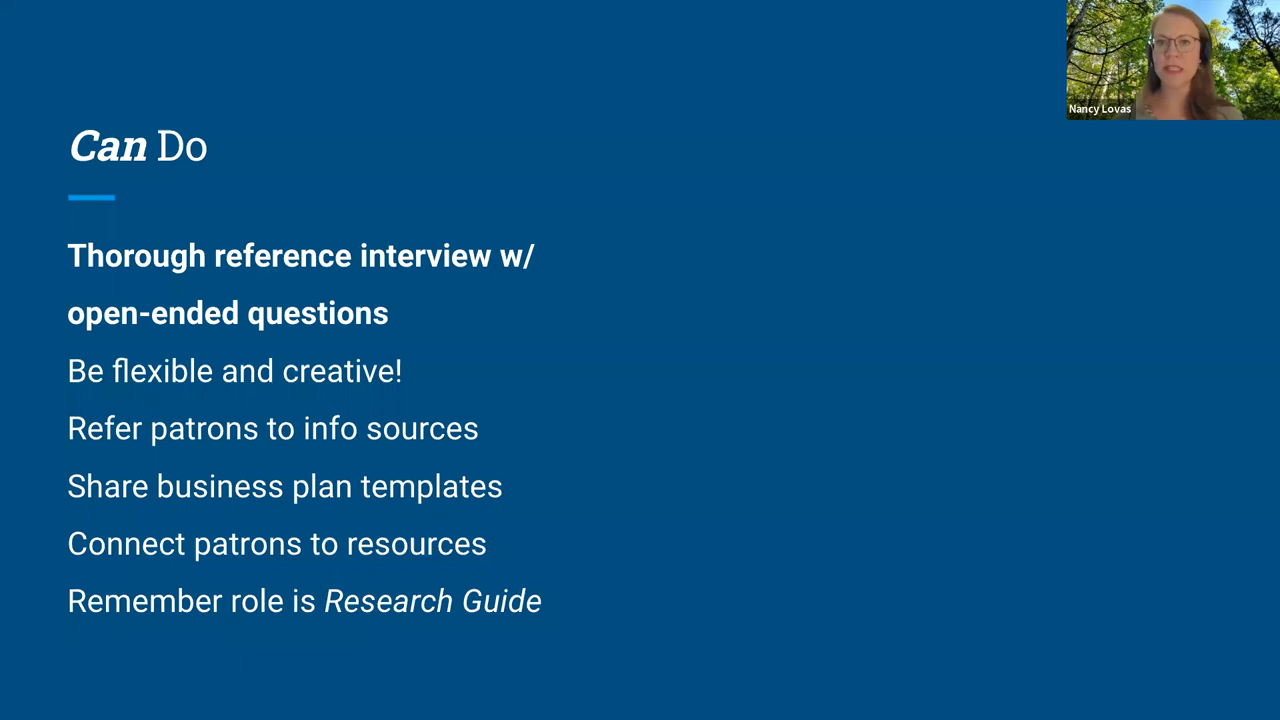 Nancy Lovas
Can Do
Thorough reference interview w/
open-ended questions
Be flexible and creative!
Refer patrons to info sources
Share business plan templates
Connect patrons to resources
Remember role is Research Guide